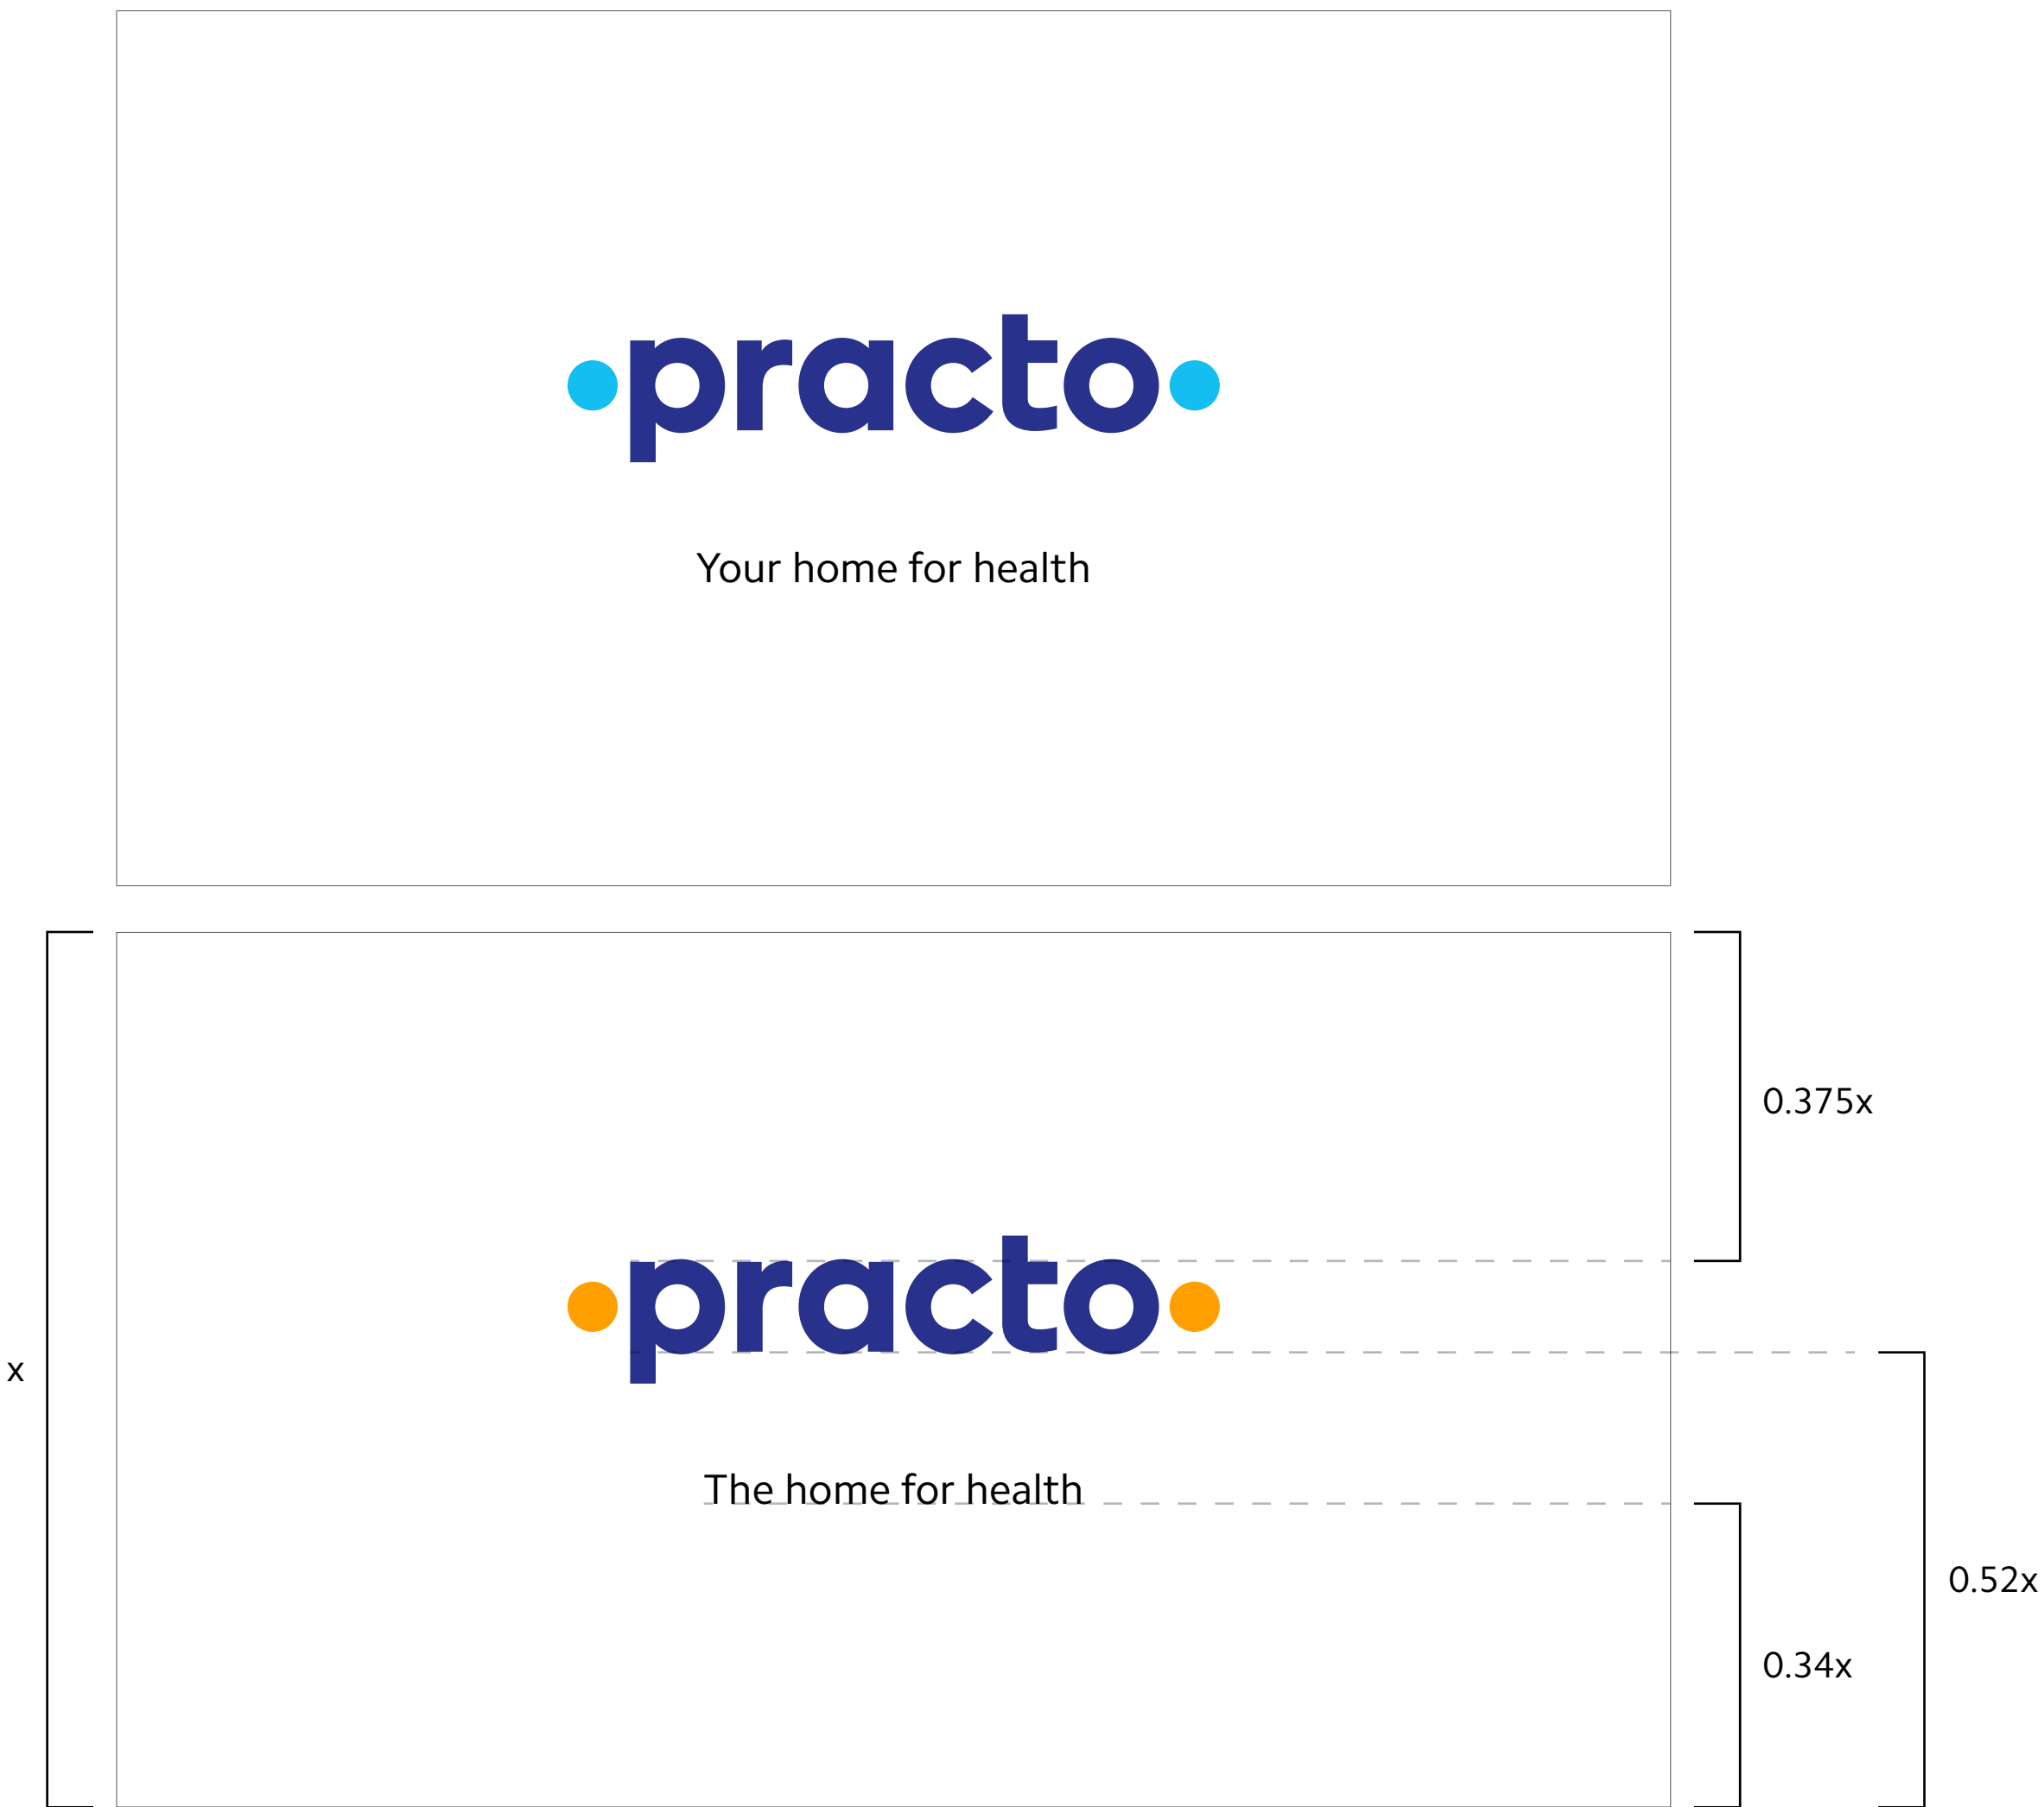 practo
Your home for health
0.375x
practo
x
The home for health
0.52x
0.34x